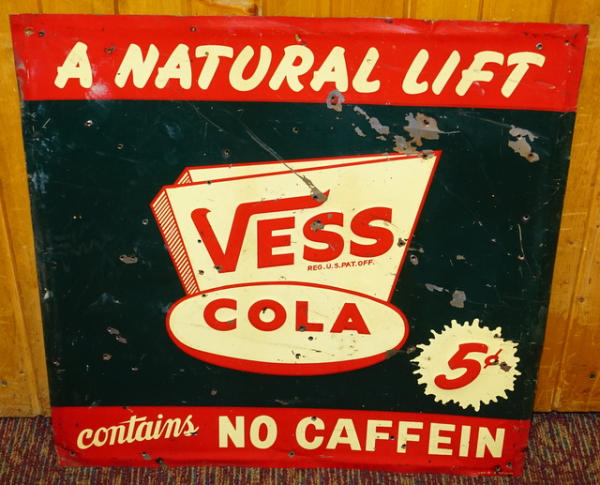 A NATURAL LIFT
VESS
REG.U.S.PAT.OFF.
COLA
5¢
contains NO CAFFEIN